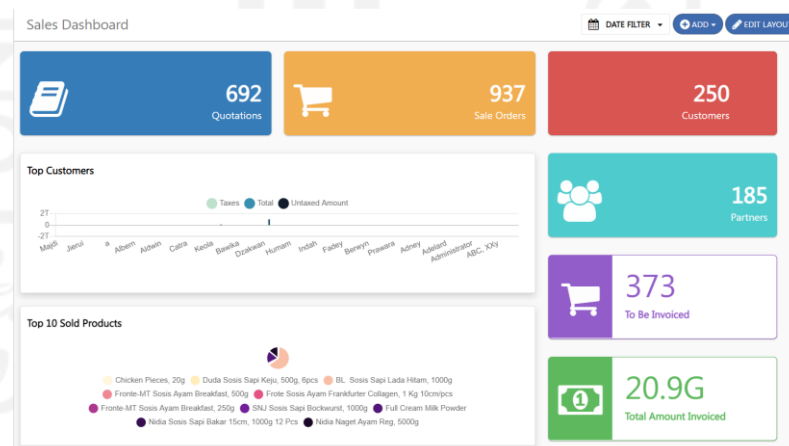 Sales Dashboard
DATE FILTER
ADD
EDIT LAYOUT
692
Quotations
937
Sale Orders
250
Customers
Top Customers
Taxes Total Untaxed Amount
2T
0
-2T
Majdi Jierui a Albern Aldwin Catra Keola Bawika Dzakwan Humam Indah Fadey Berwyn Prawara Adney Adelard Administrator ABC, XXy
185
Partners
373
To Be Invoiced
Top 10 Sold Products
Chicken Pieces, 20g Duda Sosis Sapi Keju, 500g, 6pcs BL Sosis Sapi Lada Hitam, 1000g
Fronte-MT Sosis Ayam Breakfast, 500g Frote Sosis Ayam Frankfurter Collagen, 1 Kg 10cm/pcs
Fronte-MT Sosis Ayam Breakfast, 250g SNJ Sosis Sapi Bockwurst, 1000g Full Cream Milk Powder
Nidia Sosis Sapi Bakar 15cm, 1000g 12 Pcs Nidia Naget Ayam Reg, 5000g
20.9G
Total Amount Invoiced